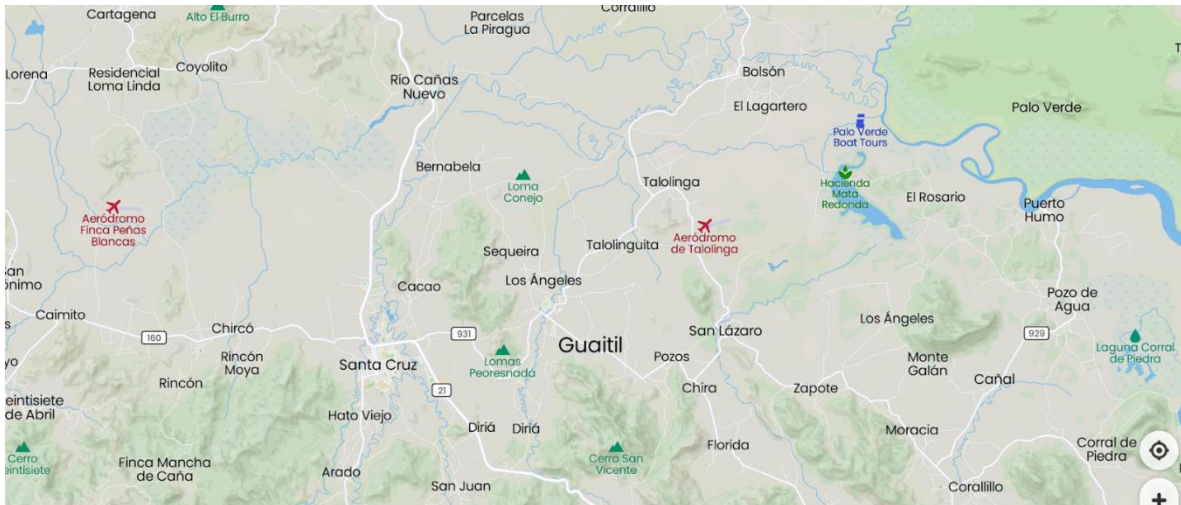 Cartagena
Alto El Burro
Parcelas
La Piragua
Corralillo
Lorena
Residencial
Loma Linda
Coyolito
Río Cañas
Nuevo
Bolsón
El Lagartero
Palo Verde
Palo Verde
Boat Tours
Bernabela
Loma
Conejo
Talolinga
Hacienda
Mata
Redonda
El Rosario
Puerto
Humo
Aeródromo
Finca Peñas
Blancas
Sequeira
Talolinguita
Aeródromo
de Talolinga
Los Ángeles
Cacao
Pozo de
Agua
Caimito
160
Chircó
931
Guaitil
San Lázaro
Los Ángeles
929
Laguna Corral
de Piedra
Rincón
Moya
Santa Cruz
Lomas
Peoresnada
Pozos
Monte
Galán
Rincón
21
Chira
Zapote
Cañal
de Abril
Hato Viejo
Diriá
Diriá
Florida
Moracia
Corral de
Piedra
Cerro
Finca Mancha
de Caña
Arado
San Juan
Cerro San
Vicente
Corallillo